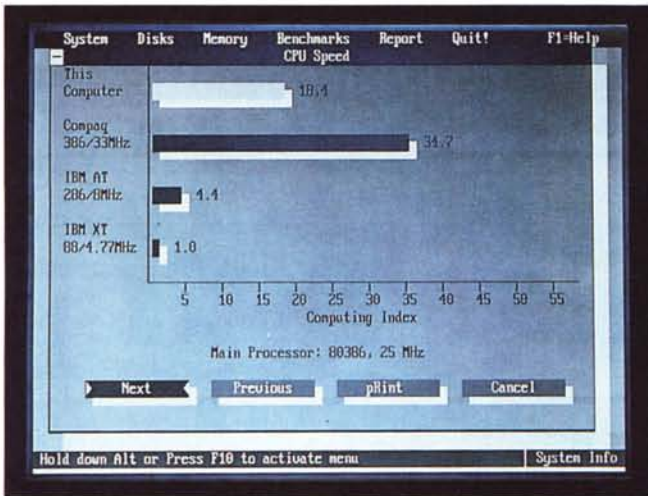 System Disks Memory Benchmarks Report Quit! F1=Help
CPU Speed
This
Computer
18.4
Compaq
386/33MHz
34.7
IBM AT
286/8MHz
4.4
IBM XT
88/4.77MHz
1.0
5 10 15 20 25 30 35 40 45 50 55
Computing Index
Main Processor: 80386, 25 MHz
Next Previous pRint Cancel
Hold down Alt or Press F10 to activate menu System Info